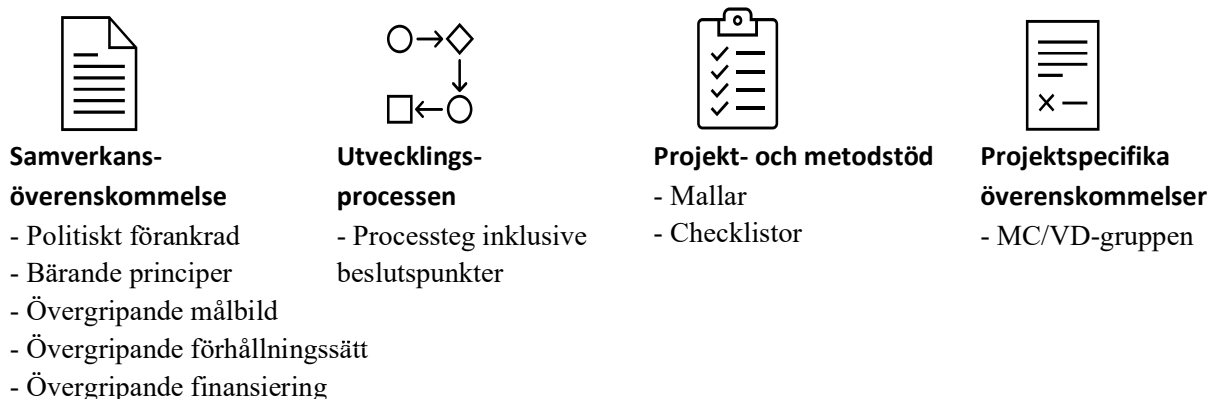 Samverkans-
överenskommelse
- Politiskt förankrad
- Bärande principer
- Övergripande målbild
- Övergripande förhållningssätt
- Övergripande finansiering
Utvecklings-
processen
- Processteg inklusive
beslutspunkter
Projekt- och metodstöd
- Mallar
- Checklistor
Projektspecifika
överenskommelser
- MC/VD-gruppen